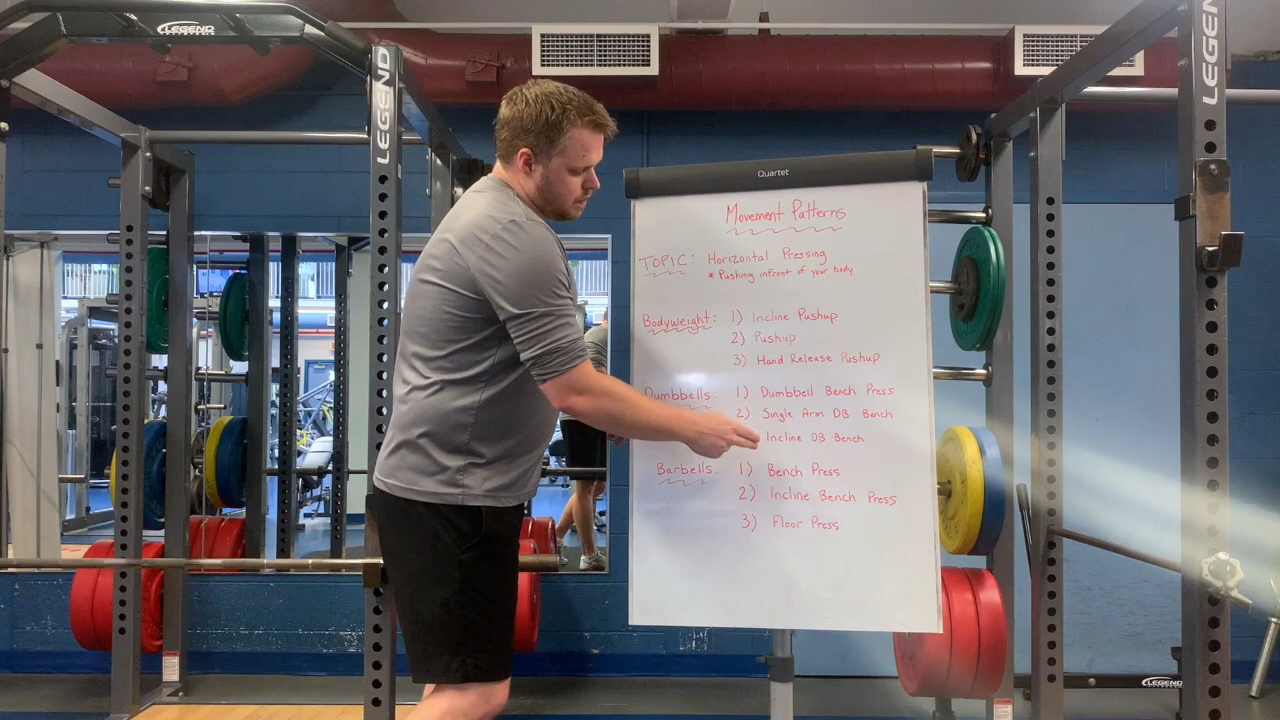 LEGEND
LEGEND
LEGEND
Quartet
Movement Patterns
TOPIC: Horizontal Pressing
* Pushing infront of your body
Bodyweight: 1) Incline Pushup
2) Pushup
3) Hand Release Pushup
Dumbbells: 1) Dumbbell Bench Press
2) Single Arm DB Bench
Incline DB Bench
Barbells: 1) Bench Press
2) Incline Bench Press
3) Floor Press
LEGEND